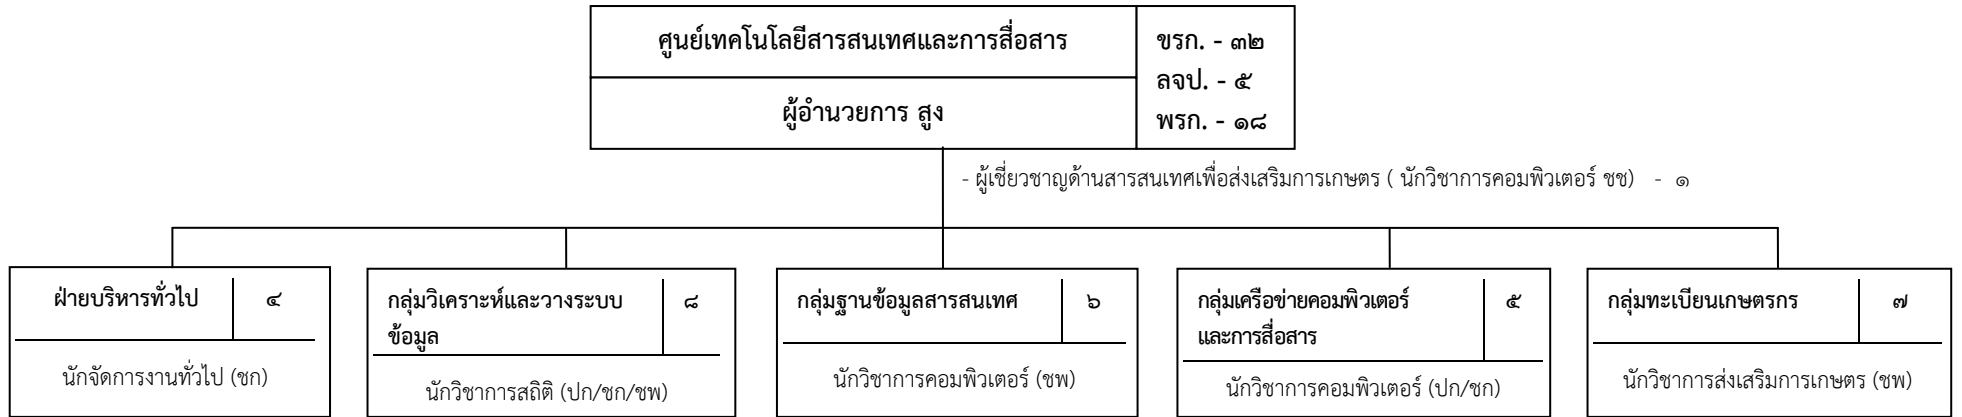 ศูนย์เทคโนโลยีสารสนเทศและการสื่อสาร
ผู้อำนวยการ สูง
ขรก. - ๓๒
ลจป. - ๕
พรก. - ๑๘
- ผู้เชี่ยวชาญด้านสารสนเทศเพื่อส่งเสริมการเกษตร ( นักวิชาการคอมพิวเตอร์ ชช) - ๑
ฝ่ายบริหารทั่วไป ๔
นักจัดการงานทั่วไป (ชก)
กลุ่มวิเคราะห์และวางระบบ ๘
ข้อมูล
นักวิชาการสถิติ (ปก/ชก/ชพ)
กลุ่มฐานข้อมูลสารสนเทศ ๖
นักวิชาการคอมพิวเตอร์ (ชพ)
กลุ่มเครือข่ายคอมพิวเตอร์ ๕
และการสื่อสาร
นักวิชาการคอมพิวเตอร์ (ปก/ชก)
กลุ่มทะเบียนเกษตรกร ๗
นักวิชาการส่งเสริมการเกษตร (ชพ)